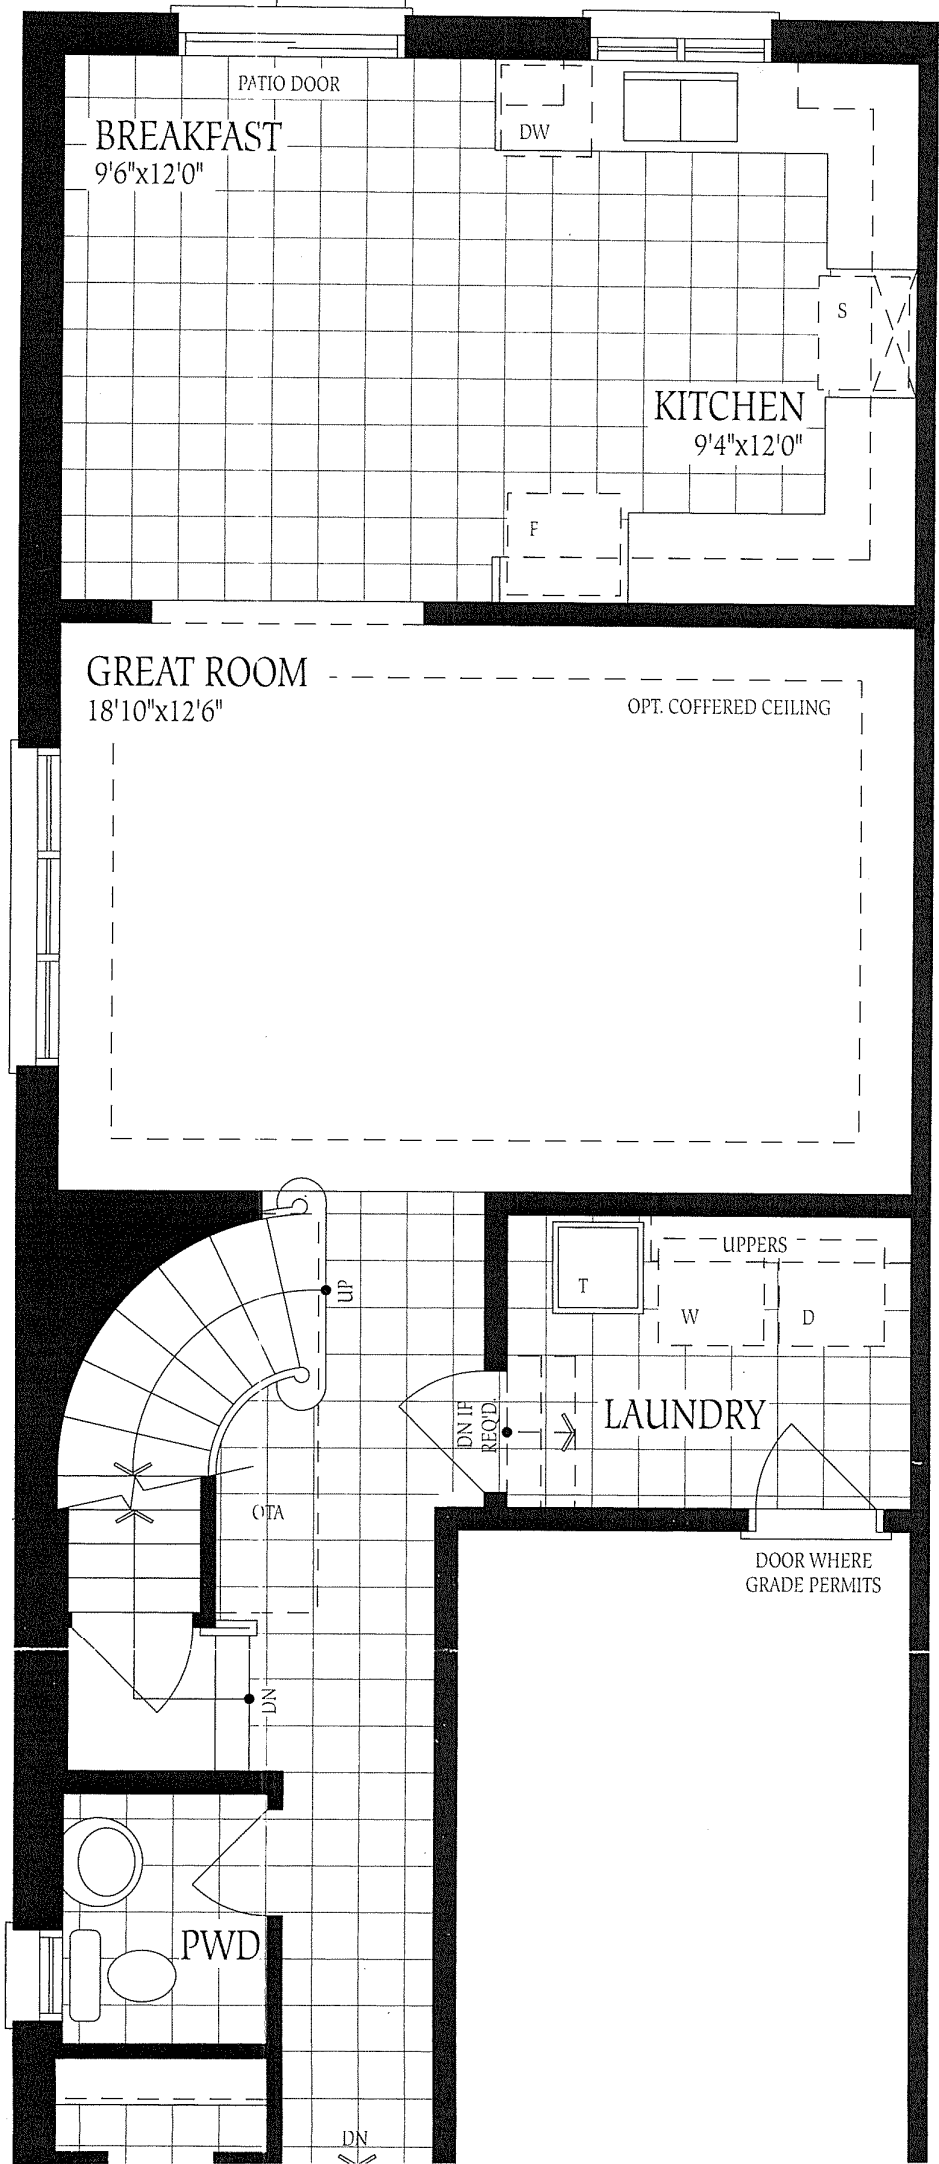 PATIO DOOR
DW
BREAKFAST
9'6"x12'0"
S
KITCHEN
9'4"x12'0"
F
GREAT ROOM
18'10"x12'6"
OPT. COFFERED CEILING
UPPERS
T
W
D
UP
LAUNDRY
DN IF
REQ'D.
OTA
DOOR WHERE
GRADE PERMITS
DN
PWD
DN